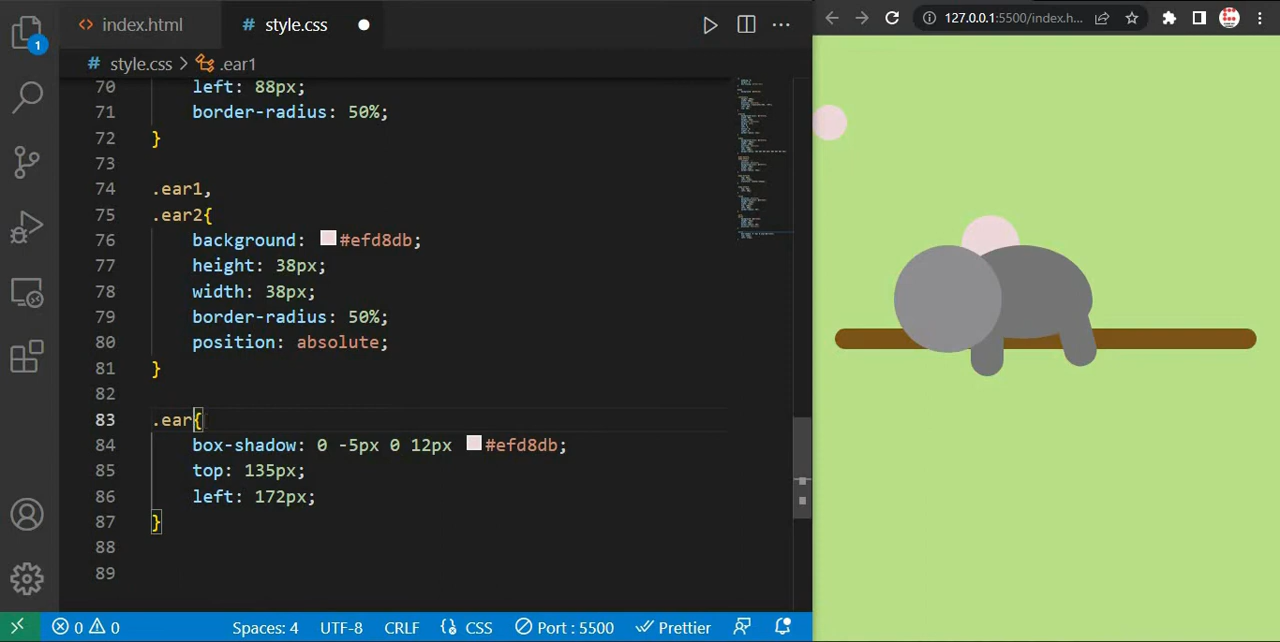 index.html
style.css
127.0.0.1:5500/index.h...
style.css > .ear1
1
70 left: 88px;
71 border-radius: 50%;
72 }
73
74 .ear1,
75 .ear2{
76 background: #efd8db;
77 height: 38px;
78 width: 38px;
79 border-radius: 50%;
80 position: absolute;
81 }
82
83 .ear{
84 box-shadow: 0 -5px 0 12px #efd8db;
85 top: 135px;
86 left: 172px;
87 }
88
89
0 0 Spaces: 4 UTF-8 CRLF {} CSS Port : 5500 Prettier